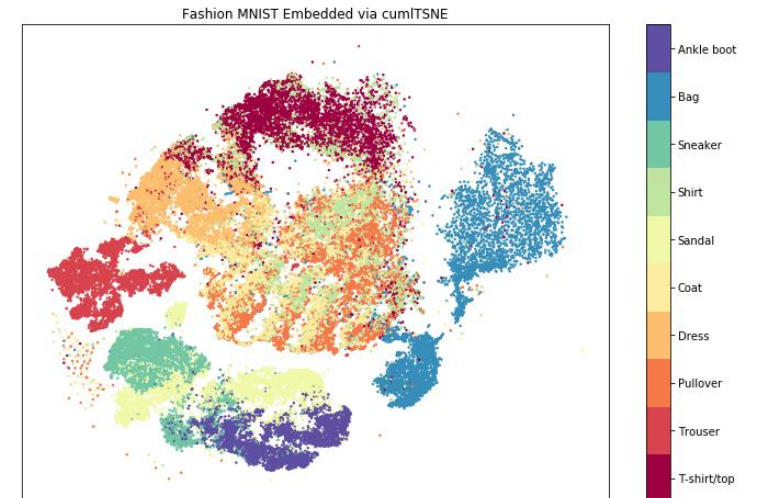 Fashion MNIST Embedded via cumlTSNE
Ankle boot
Bag
Sneaker
Shirt
Sandal
Coat
Dress
Pullover
Trouser
T-shirt/top